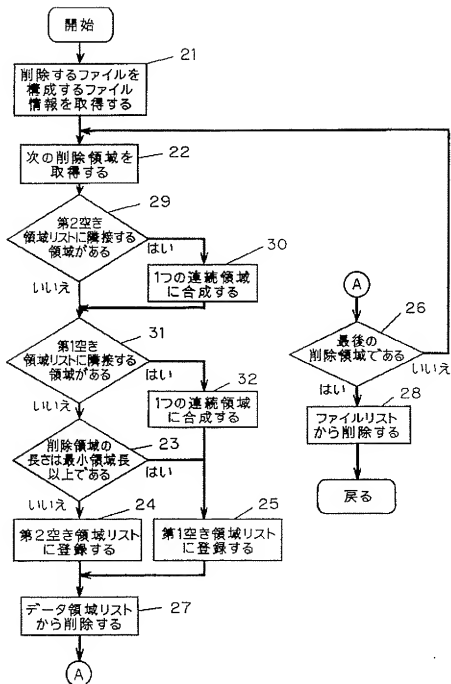 開始
21
削除するファイルを
構成するファイル
情報を取得する
22
次の削除領域を
取得する
29
第2空き
領域リストに隣接する
領域がある
はい
いいえ
30
1つの連続領域
に合成する
31
第1空き
領域リストに隣接する
領域がある
はい
いいえ
32
1つの連続領域
に合成する
23
削除領域の
長さは最小領域長
以上である
はい
いいえ
24
第2空き領域リスト
に登録する
25
第1空き領域リスト
に登録する
27
データ領域リスト
から削除する
A
A
26
最後の
削除領域である
いいえ
はい
28
ファイルリスト
から削除する
戻る